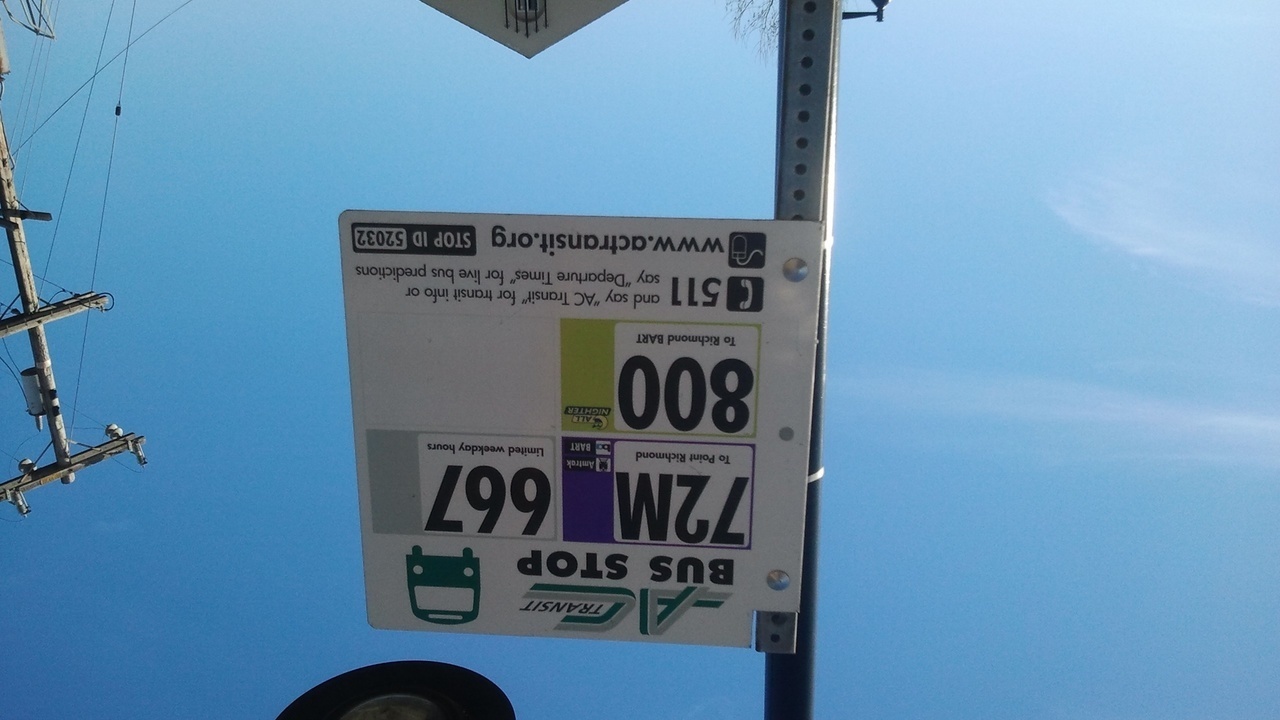 AC TRANSIT
BUS STOP
72M
To Point Richmond
Amtrak
BART
667
Limited weekday hours
800
To Richmond BART
ALL NIGHTER
511 and say "AC Transit" for transit info or
say "Departure Times" for live bus predictions
www.actransit.org
STOP ID 52032